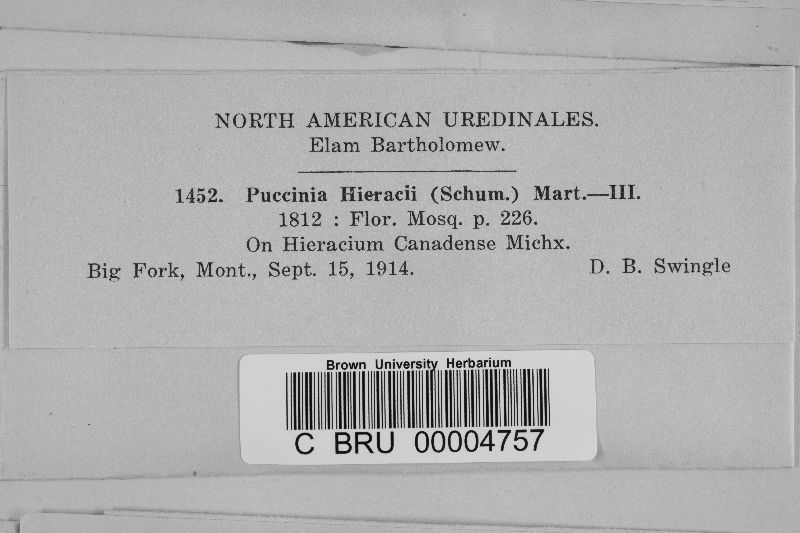 NORTH AMERICAN UREDINALES.
Elam Bartholomew.
1452. Puccinia Hieracii (Schum.) Mart.—III.
1812 : Flor. Mosq. p. 226.
On Hieracium Canadense Michx.
Big Fork, Mont., Sept. 15, 1914. D. B. Swingle
Brown University Herbarium
C BRU 00004757